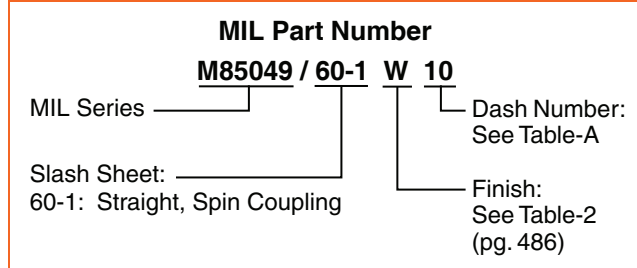 MIL Part Number
M85049 / 60-1 W 10
MIL Series
Dash Number:
See Table-A
Slash Sheet:
60-1: Straight, Spin Coupling
Finish:
See Table-2
(pg. 486)